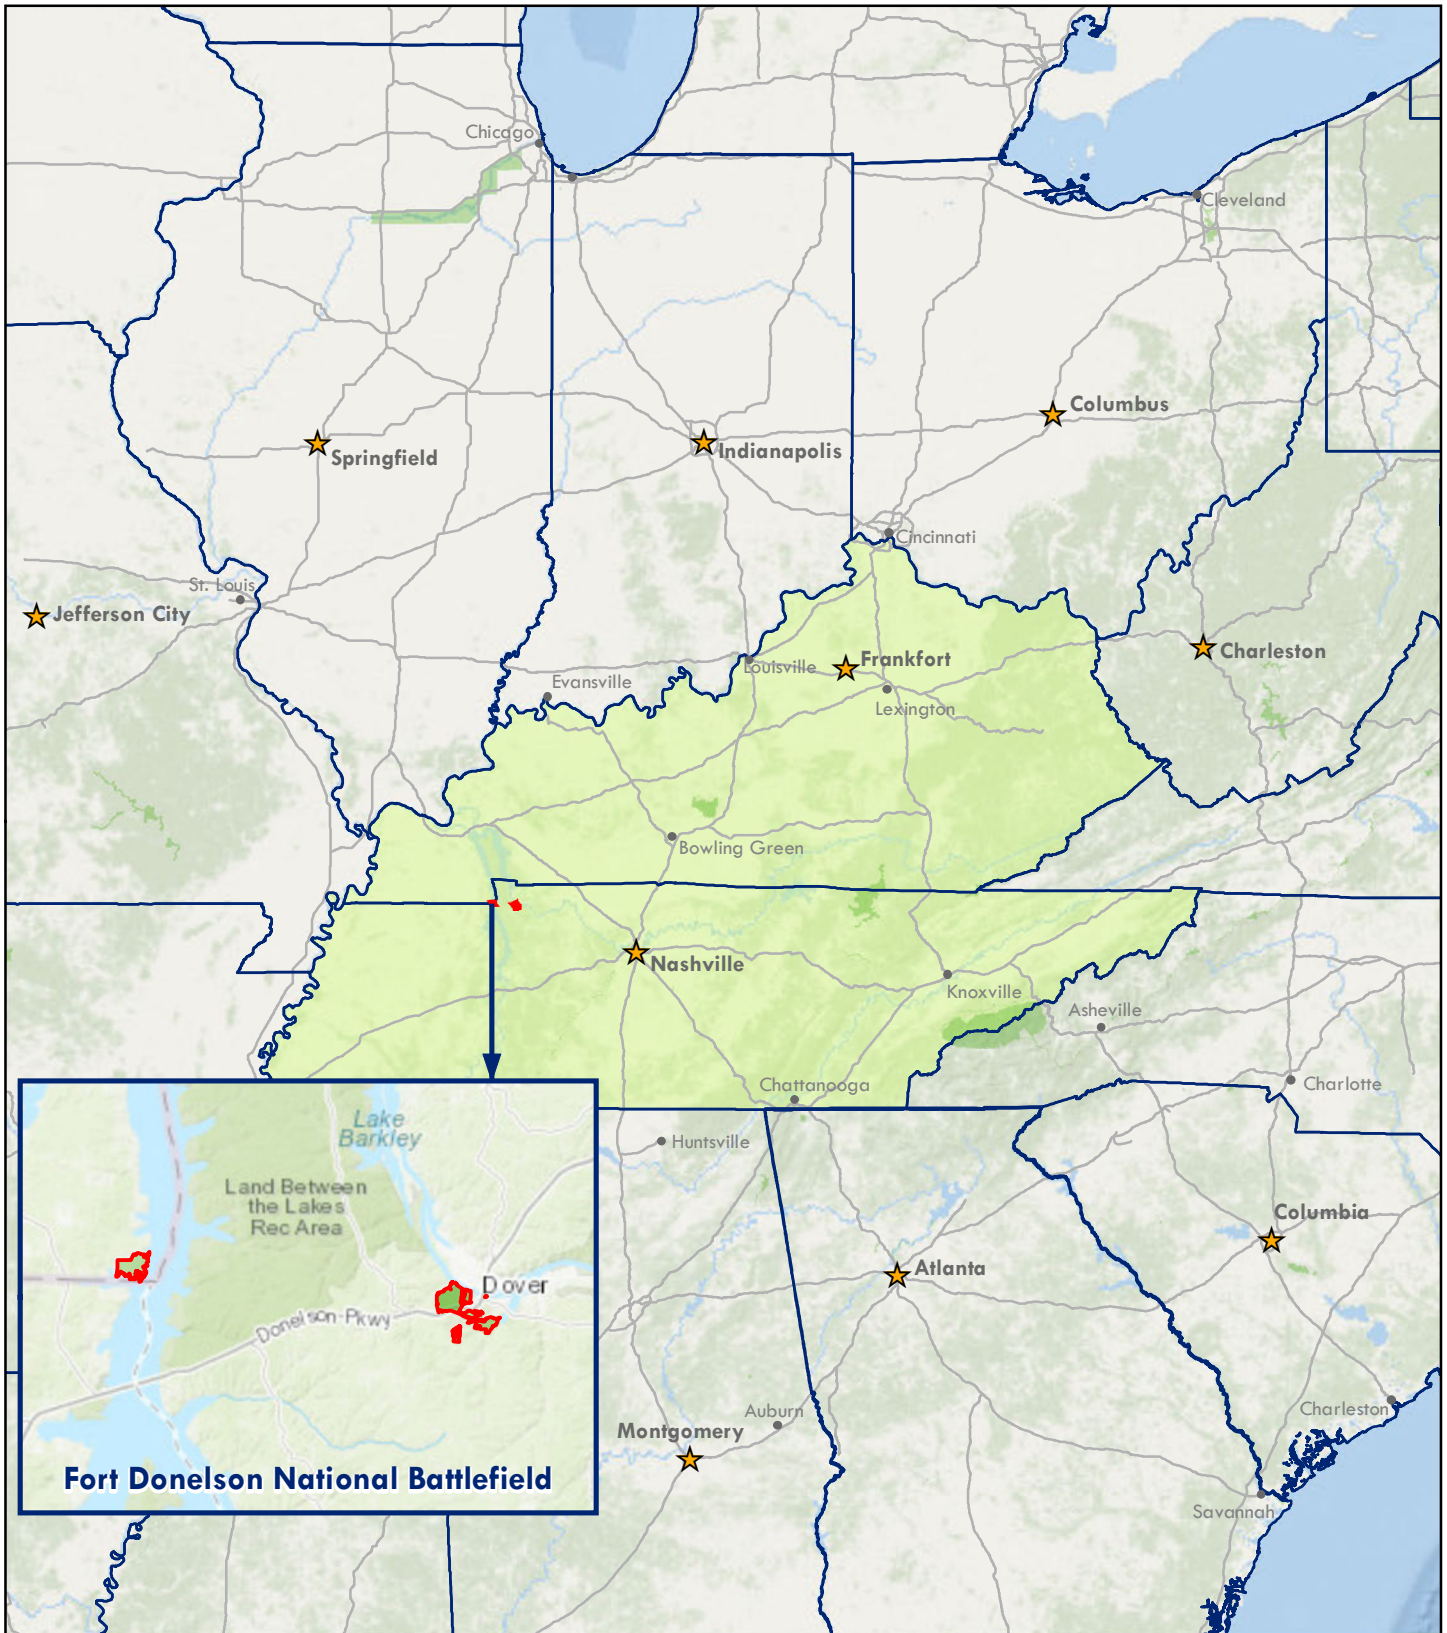 Chicago
Cleveland
Columbus
Springfield
Indianapolis
Cincinnati
St. Louis
Jefferson City
Charleston
Louisville
Frankfort
Evansville
Lexington
Bowling Green
Nashville
Knoxville
Asheville
Chattanooga
Charlotte
Huntsville
Lake
Barkley
Land Between
the Lakes
Rec Area
Dover
Donelson Pkwy
Fort Donelson National Battlefield
Columbia
Atlanta
Auburn
Montgomery
Charleston
Savannah